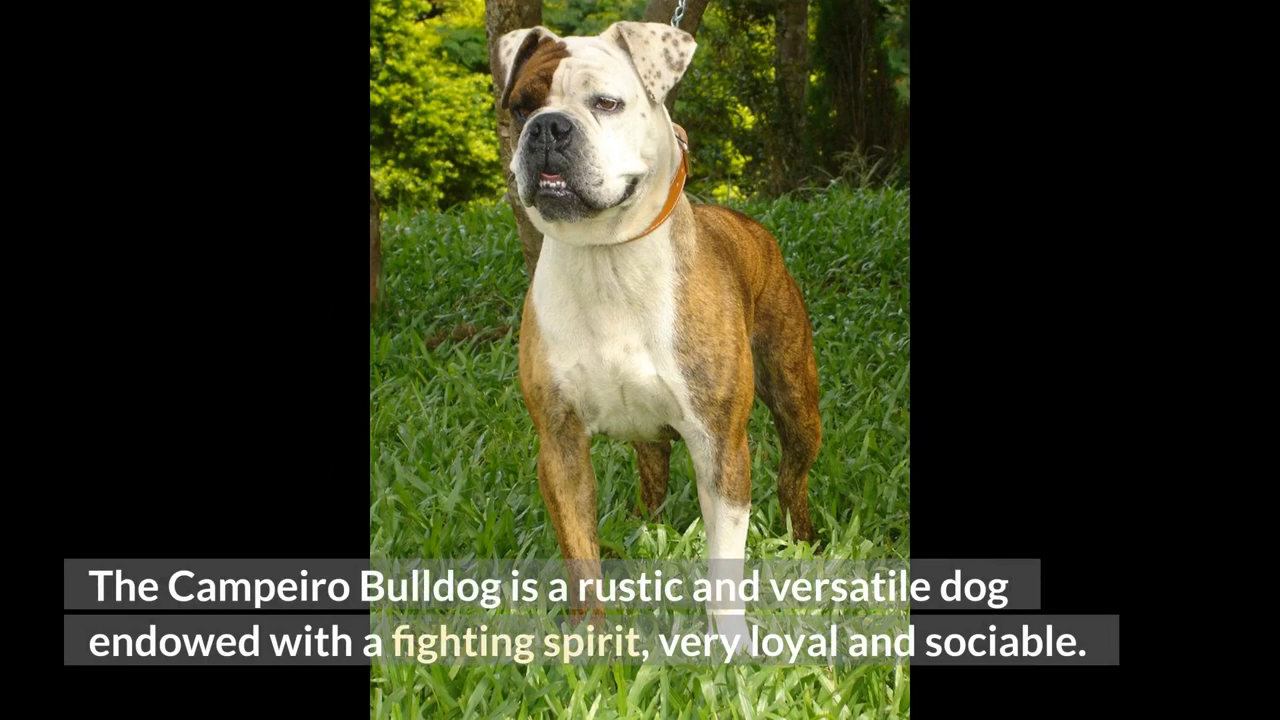 The Campeiro Bulldog is a rustic and versatile dog
endowed with a fighting spirit, very loyal and sociable.